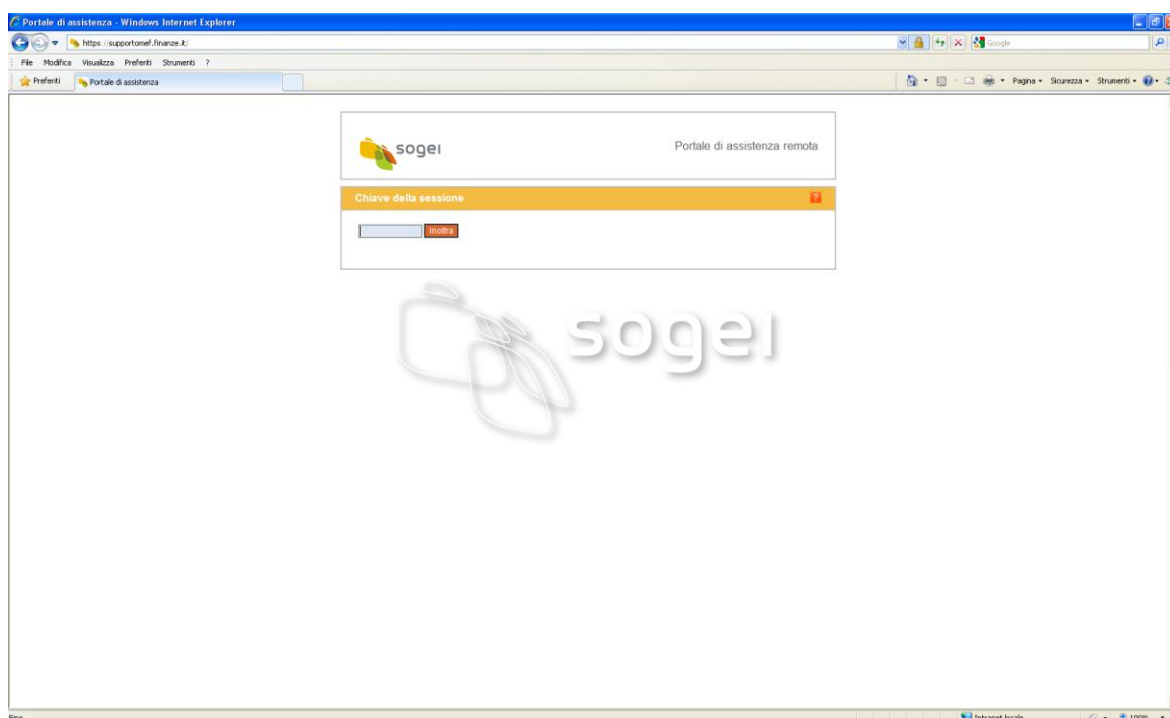 Portale di assistenza - Windows Internet Explorer
https://supportomef.finanze.it/
Google
File Modifica Visualizza Preferiti Strumenti ?
Preferiti
Portale di assistenza
Pagina
Sicurezza
Strumenti
sogei
Portale di assistenza remota
Chiave della sessione
?
Inoltra
sogei
Fine
Intranet locale
100%